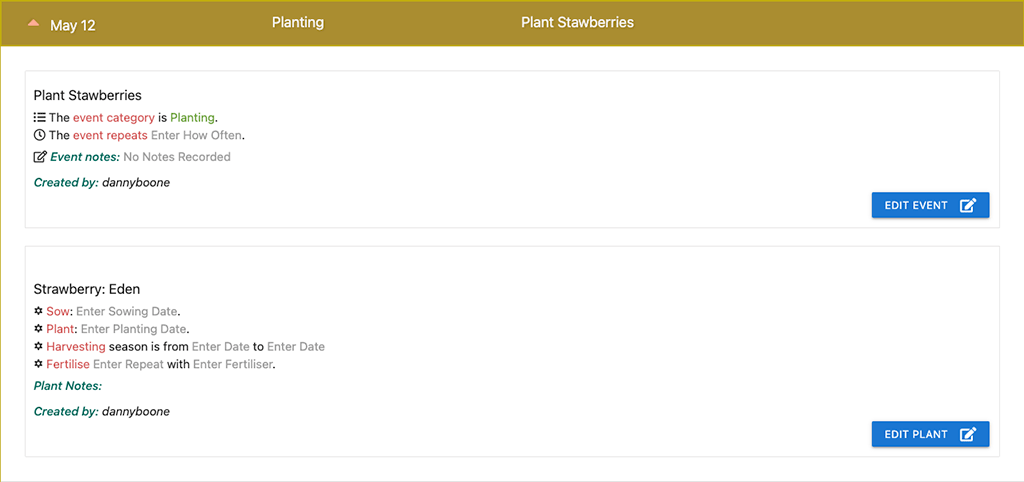 May 12 Planting Plant Stawberries
Plant Stawberries
The event category is Planting.
The event repeats Enter How Often.
Event notes: No Notes Recorded
Created by: dannyboone
EDIT EVENT
Strawberry: Eden
Sow: Enter Sowing Date.
Plant: Enter Planting Date.
Harvesting season is from Enter Date to Enter Date
Fertilise Enter Repeat with Enter Fertiliser.
Plant Notes:
Created by: dannyboone
EDIT PLANT